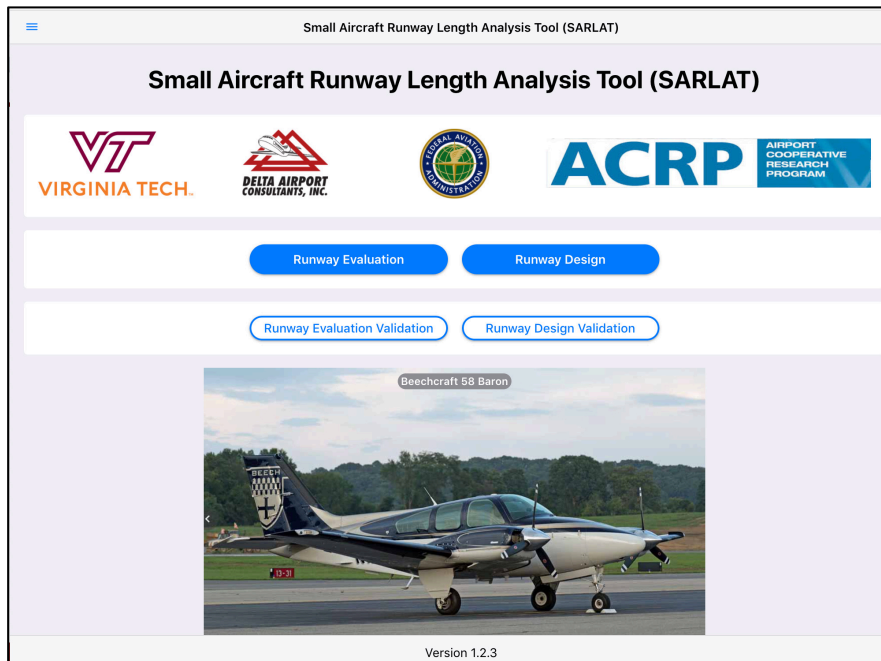 Small Aircraft Runway Length Analysis Tool (SARLAT)
Small Aircraft Runway Length Analysis Tool (SARLAT)
VT
VIRGINIA TECH.
DELTA AIRPORT
CONSULTANTS, INC.
FEDERAL AVIATION
ADMINISTRATION
ACRP
AIRPORT
COOPERATIVE
RESEARCH
PROGRAM
Runway Evaluation
Runway Design
Runway Evaluation Validation
Runway Design Validation
Beechcraft 58 Baron
BEECH
13-31
Version 1.2.3